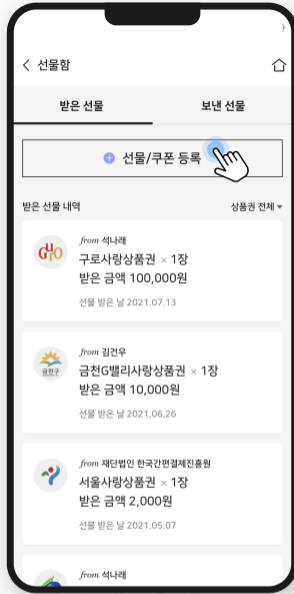 선물함
받은 선물
보낸 선물
선물/쿠폰 등록
받은 선물 내역
상품권 전체
from 석나래
구로사랑상품권 × 1장
받은 금액 100,000원
선물 받은 날 2021.07.13
from 김건우
금천구
금천G밸리사랑상품권 × 1장
받은 금액 10,000원
선물 받은 날 2021.06.26
from 재단법인 한국간편결제진흥원
서울사랑상품권 × 1장
받은 금액 2,000원
선물 받은 날 2021.05.07
from 석나래